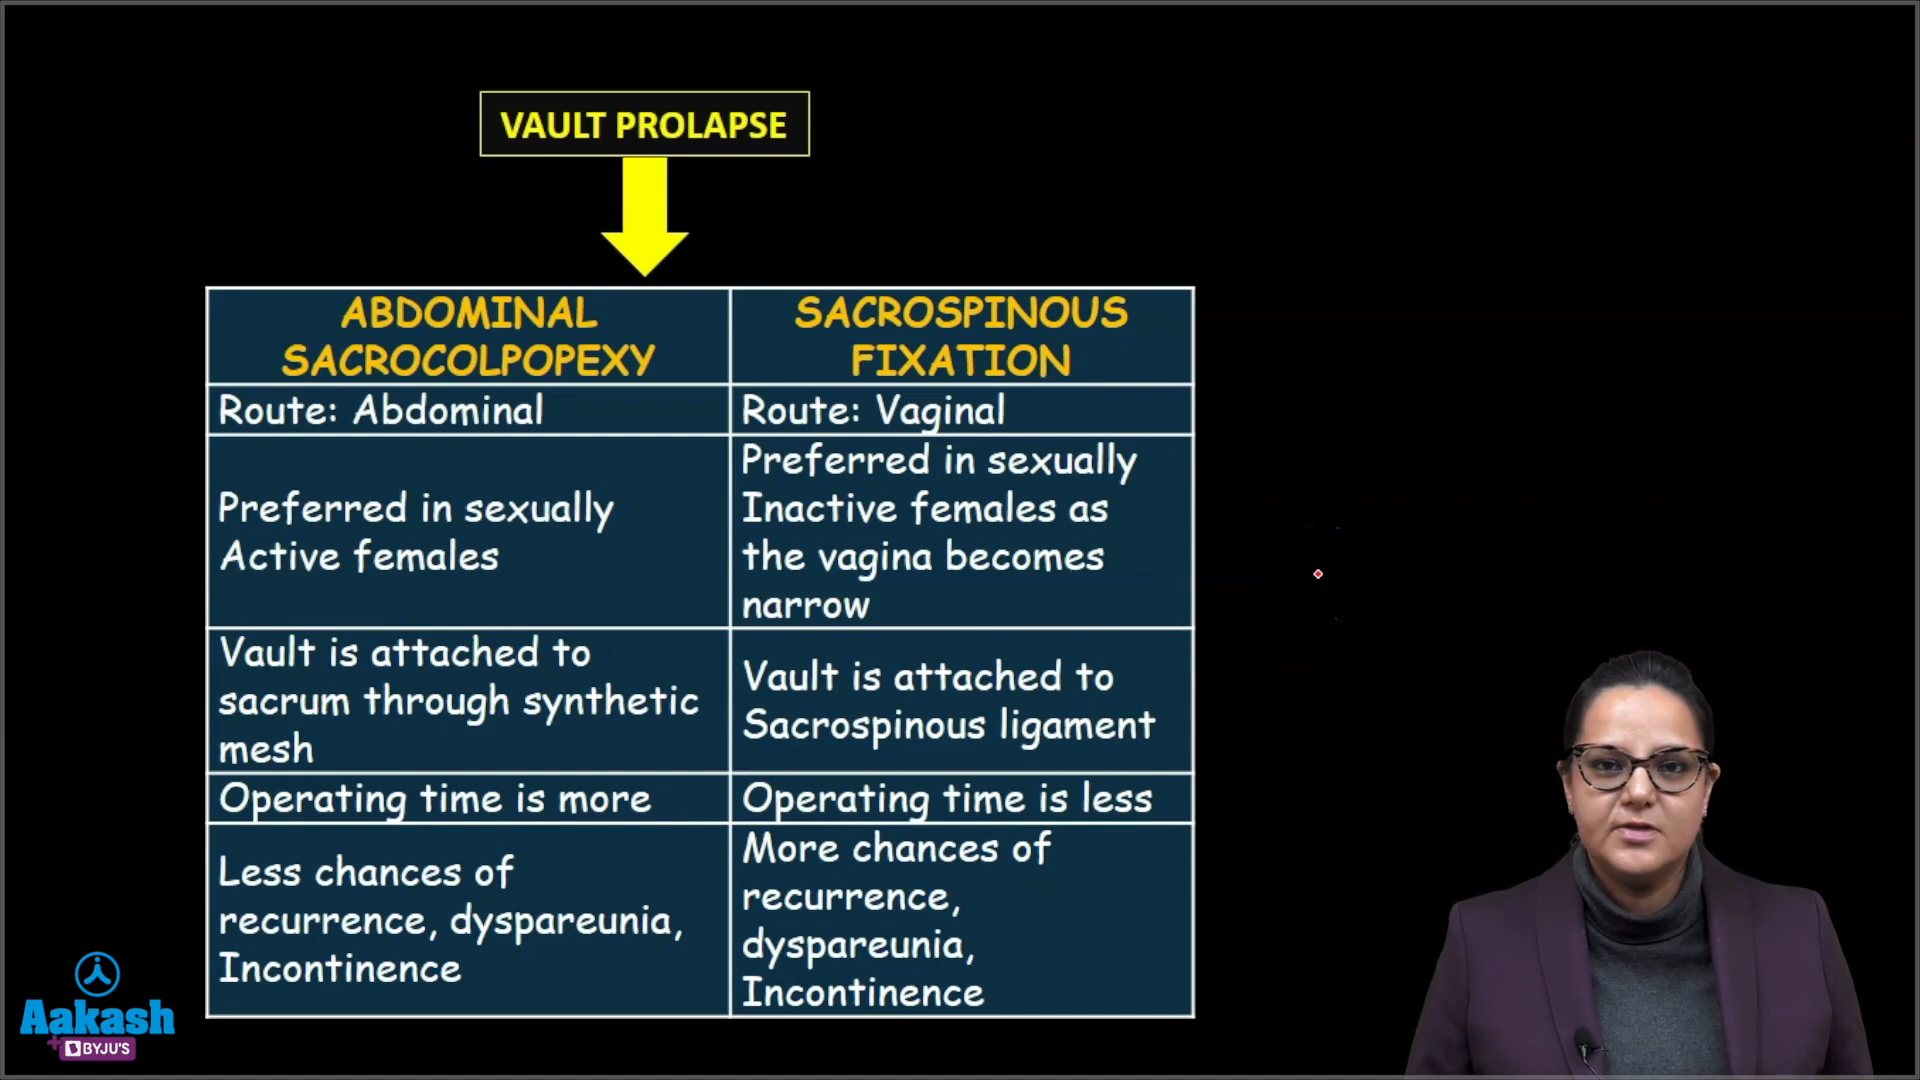 VAULT PROLAPSE
ABDOMINAL
SACROCOLPOPEXY
SACROSPINOUS
FIXATION
Route: Abdominal
Route: Vaginal
Preferred in sexually
Active females
Preferred in sexually
Inactive females as
the vagina becomes
narrow
Vault is attached to
sacrum through synthetic
mesh
Vault is attached to
Sacrospinous ligament
Operating time is more
Operating time is less
Less chances of
recurrence, dyspareunia,
Incontinence
More chances of
recurrence,
dyspareunia,
Incontinence
Aakash
+ BYJU'S